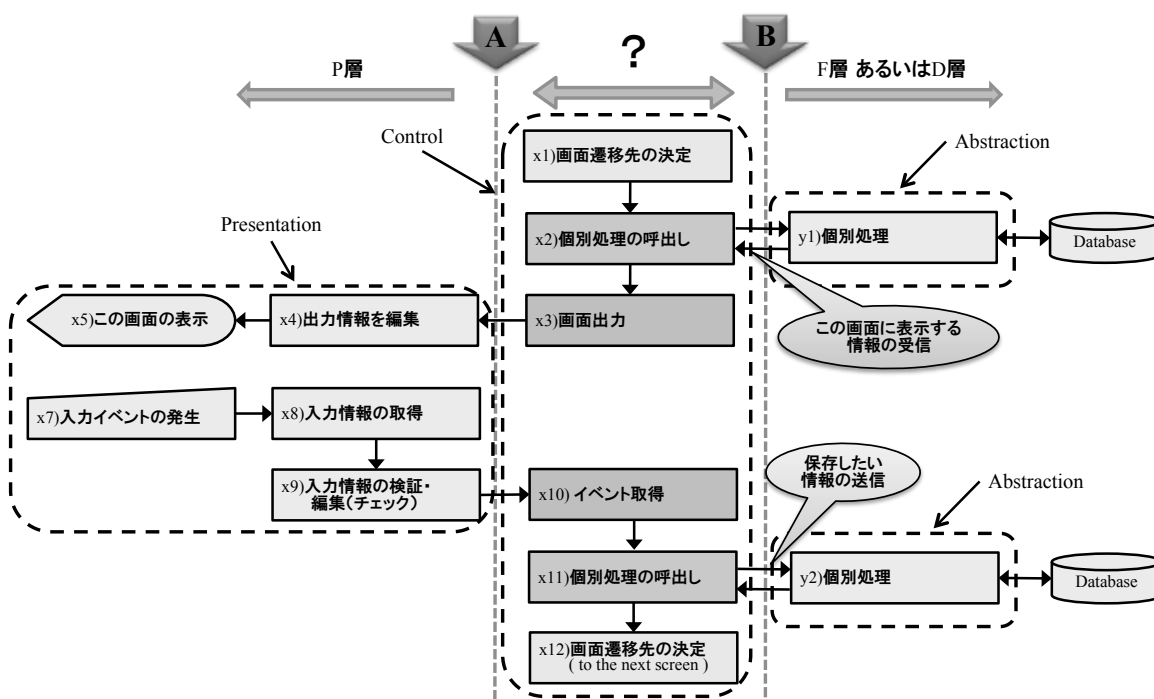 A
B
?
P層
F層 あるいはD層
Control
Abstraction
x1)画面遷移先の決定
Presentation
x2)個別処理の呼出し
y1)個別処理
Database
x5)この画面の表示
x4)出力情報を編集
x3)画面出力
この画面に表示する
情報の受信
x7)入力イベントの発生
x8)入力情報の取得
保存したい
情報の送信
x9)入力情報の検証・
編集(チェック)
x10) イベント取得
Abstraction
x11)個別処理の呼出し
y2)個別処理
Database
x12)画面遷移先の決定
( to the next screen )